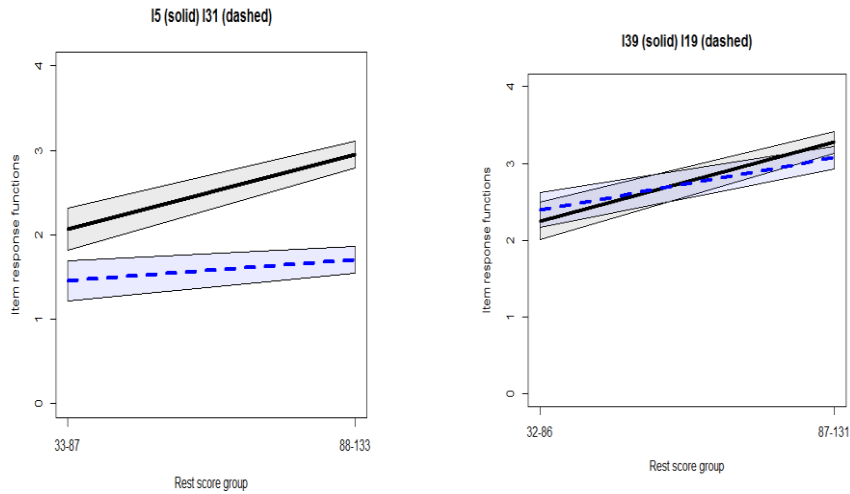 I5 (solid) I31 (dashed)
Item response functions
4
3
2
1
0
33-87 88-133
Rest score group
I39 (solid) I19 (dashed)
Item response functions
4
3
2
1
0
32-86 87-131
Rest score group